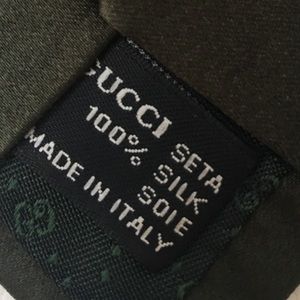 GUCCI
100% SETA
SILK
SOIE
MADE IN ITALY